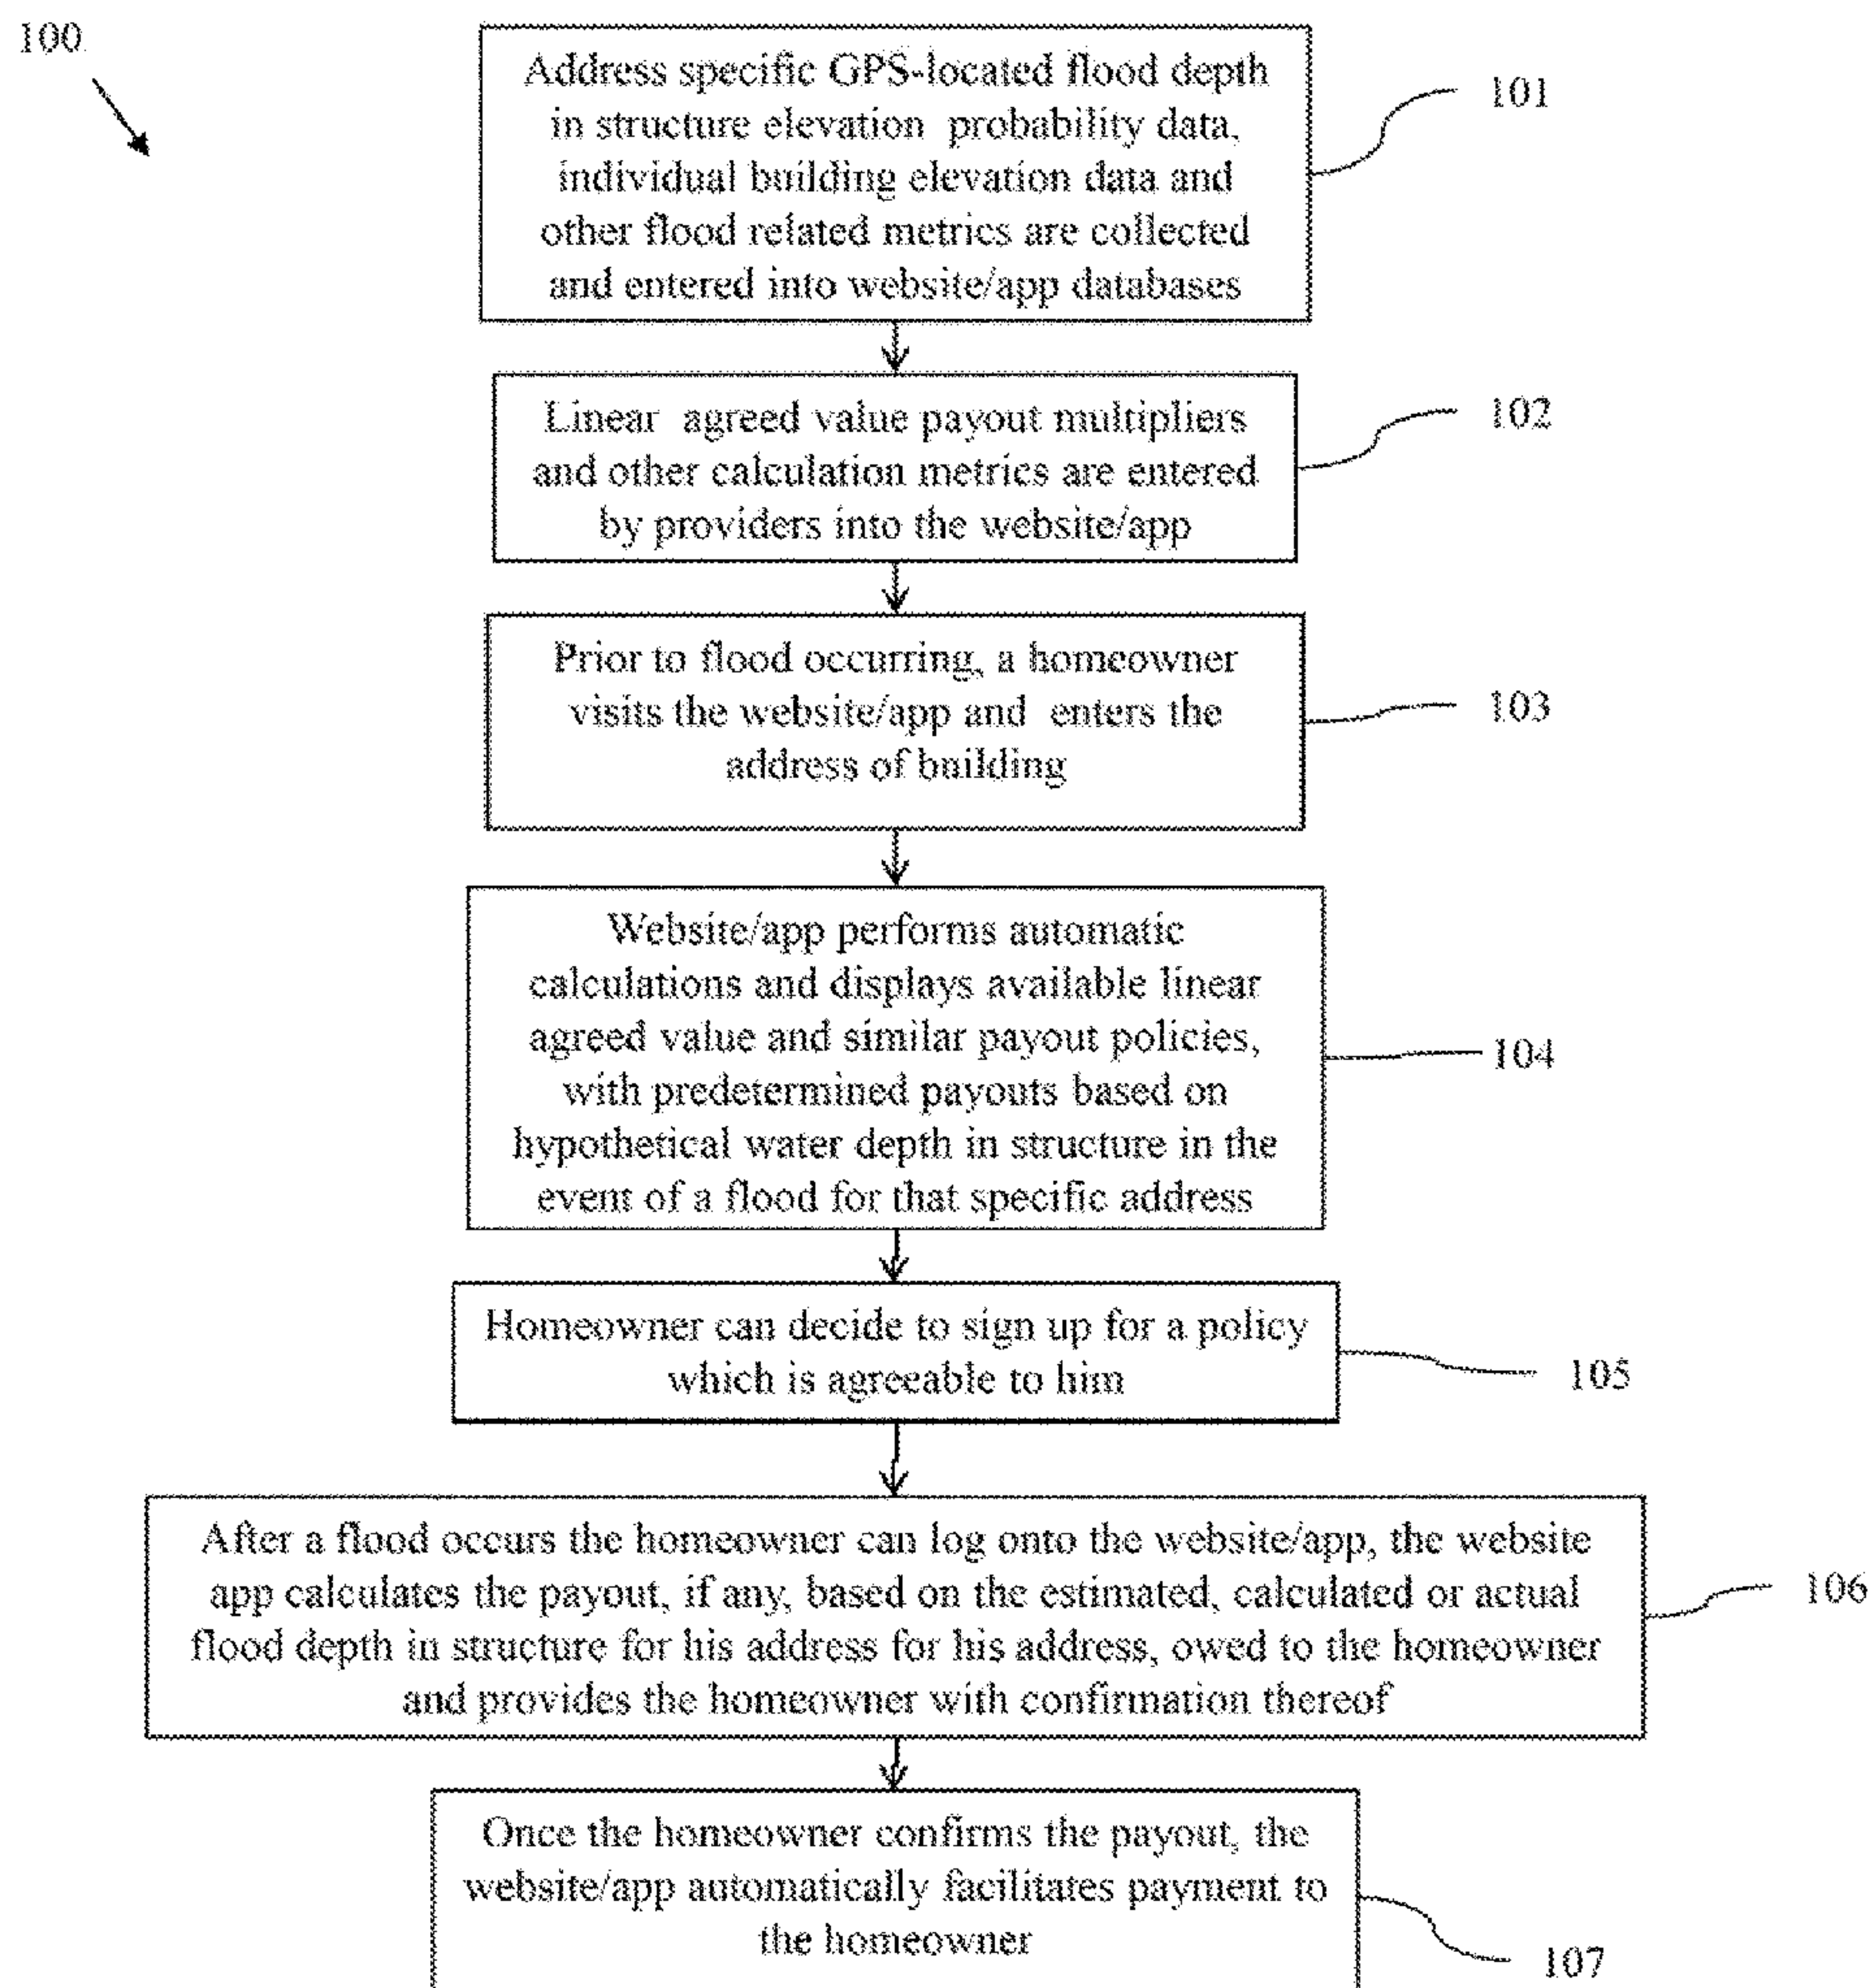 100
Address specific GPS-located flood depth
in structure elevation probability data,
individual building elevation data and
other flood related metrics are collected
and entered into website/app databases
101
Linear agreed value payout multipliers
and other calculation metrics are entered
by providers into the website/app
102
Prior to flood occurring, a homeowner
visits the website/app and enters the
address of building
103
Website/app performs automatic
calculations and displays available linear
agreed value and similar payout policies,
with predetermined payouts based on
hypothetical water depth in structure in the
event of a flood for that specific address
104
Homeowner can decide to sign up for a policy
which is agreeable to him
105
After a flood occurs the homeowner can log onto the website/app, the website
app calculates the payout, if any, based on the estimated, calculated or actual
flood depth in structure for his address for his address, owed to the homeowner
and provides the homeowner with confirmation thereof
106
Once the homeowner confirms the payout, the
website/app automatically facilitates payment to
the homeowner
107